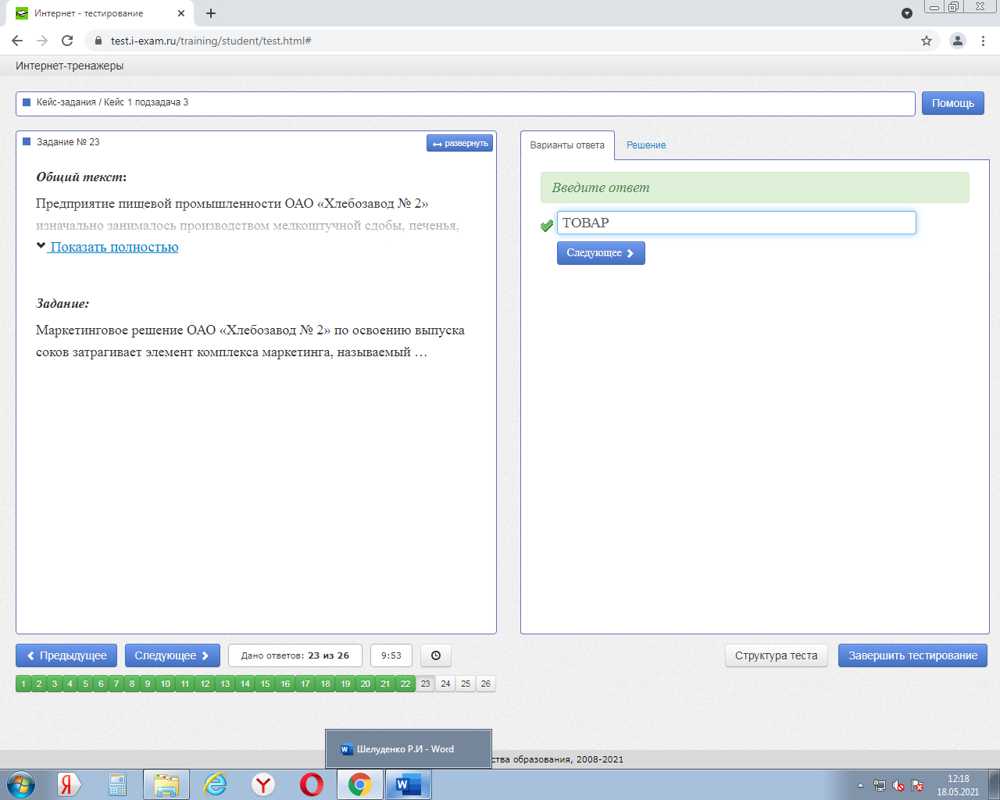 Интернет - тестирование
test.i-exam.ru/training/student/test.html#
Интернет-тренажеры
Кейс-задания / Кейс 1 подзадача 3
Помощь
Задание № 23
развернуть
Общий текст:
Предприятие пищевой промышленности ОАО «Хлебозавод № 2»
изначально занималось производством мелкоштучной сдобы, печенья,
Показать полностью
Задание:
Маркетинговое решение ОАО «Хлебозавод № 2» по освоению выпуска
соков затрагивает элемент комплекса маркетинга, называемый …
Варианты ответа
Решение
Введите ответ
ТОВАР
Следующее
Предыдущее
Следующее
Дано ответов: 23 из 26
9:53
Структура теста
Завершить тестирование
1 2 3 4 5 6 7 8 9 10 11 12 13 14 15 16 17 18 19 20 21 22 23 24 25 26
Шелуденко Р.И - Word
ства образования, 2008-2021
12:18
18.05.2021